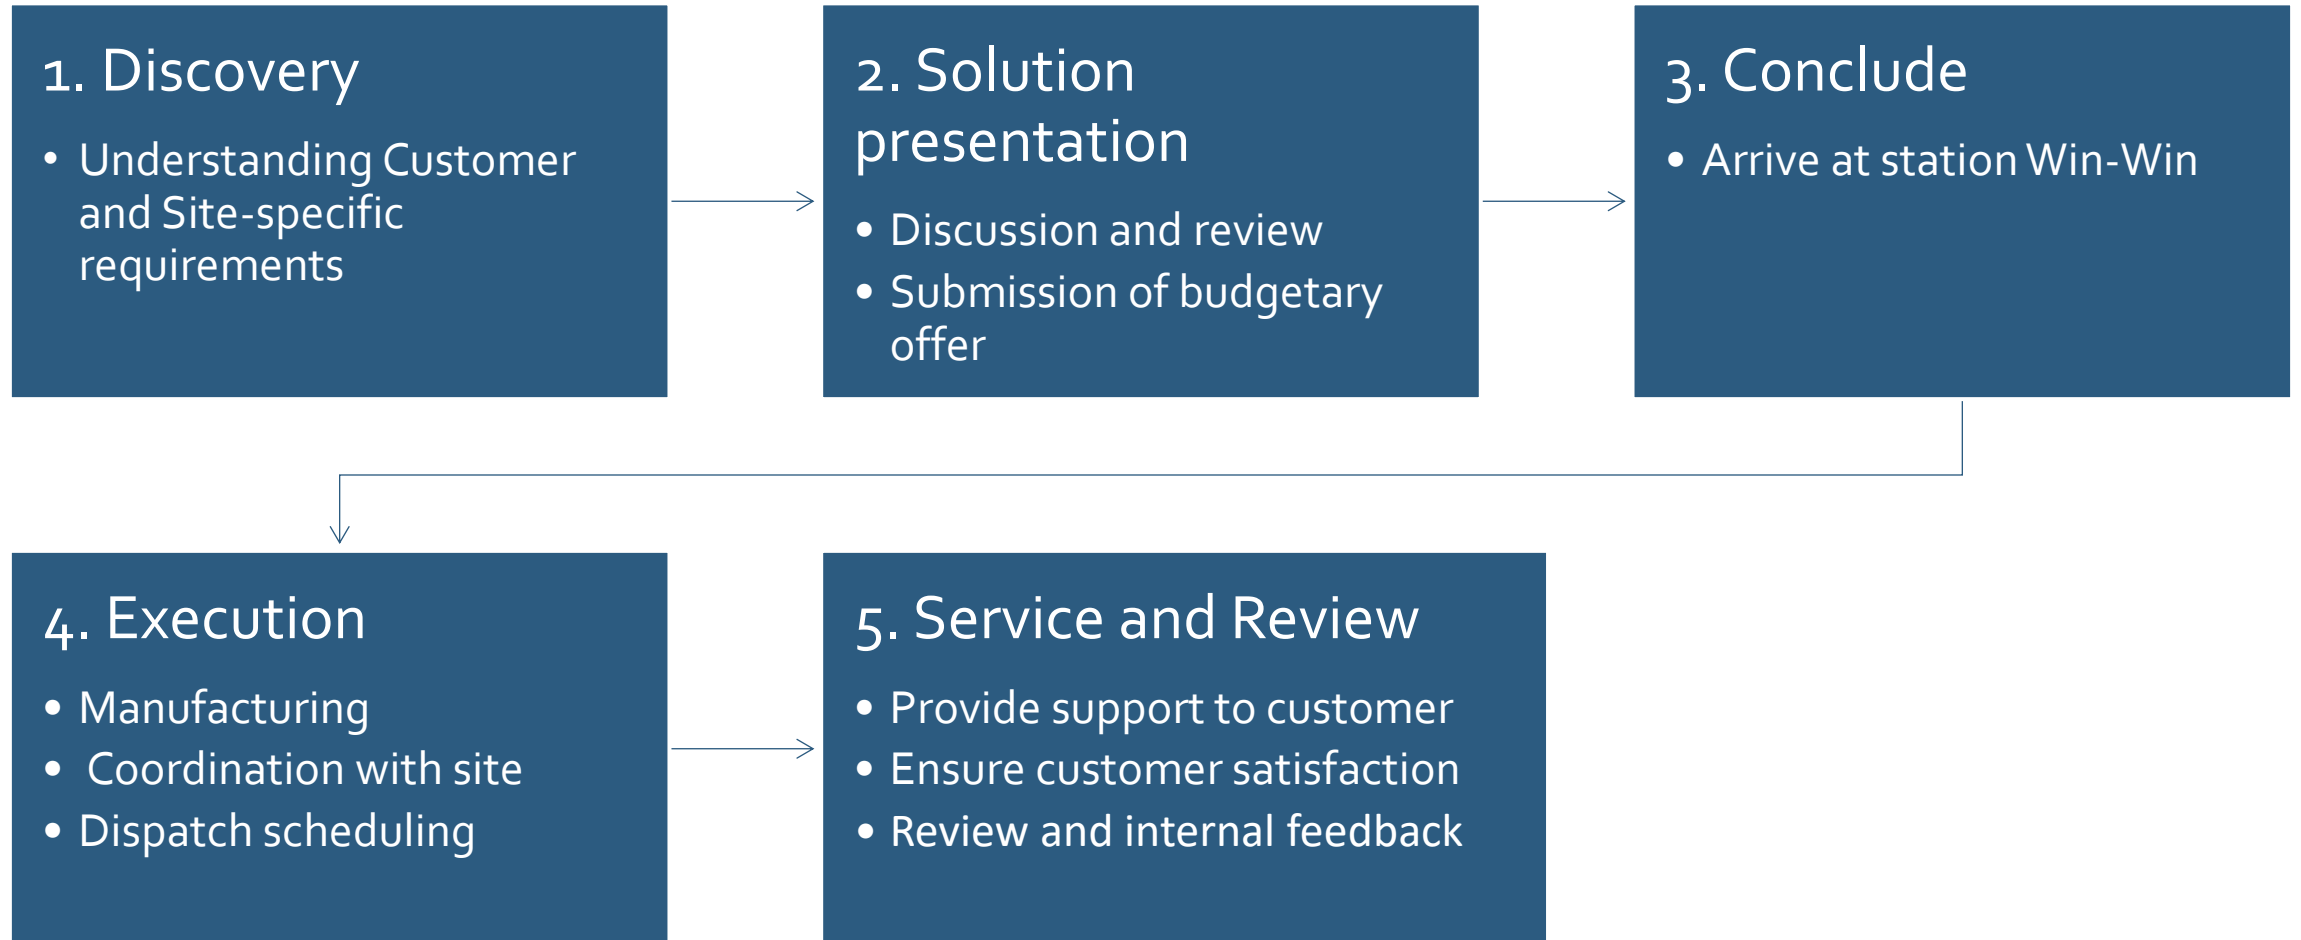 1. Discovery
• Understanding Customer
and Site-specific
requirements
2. Solution
presentation
• Discussion and review
• Submission of budgetary
offer
3. Conclude
• Arrive at station Win-Win
4. Execution
• Manufacturing
• Coordination with site
• Dispatch scheduling
5. Service and Review
• Provide support to customer
• Ensure customer satisfaction
• Review and internal feedback